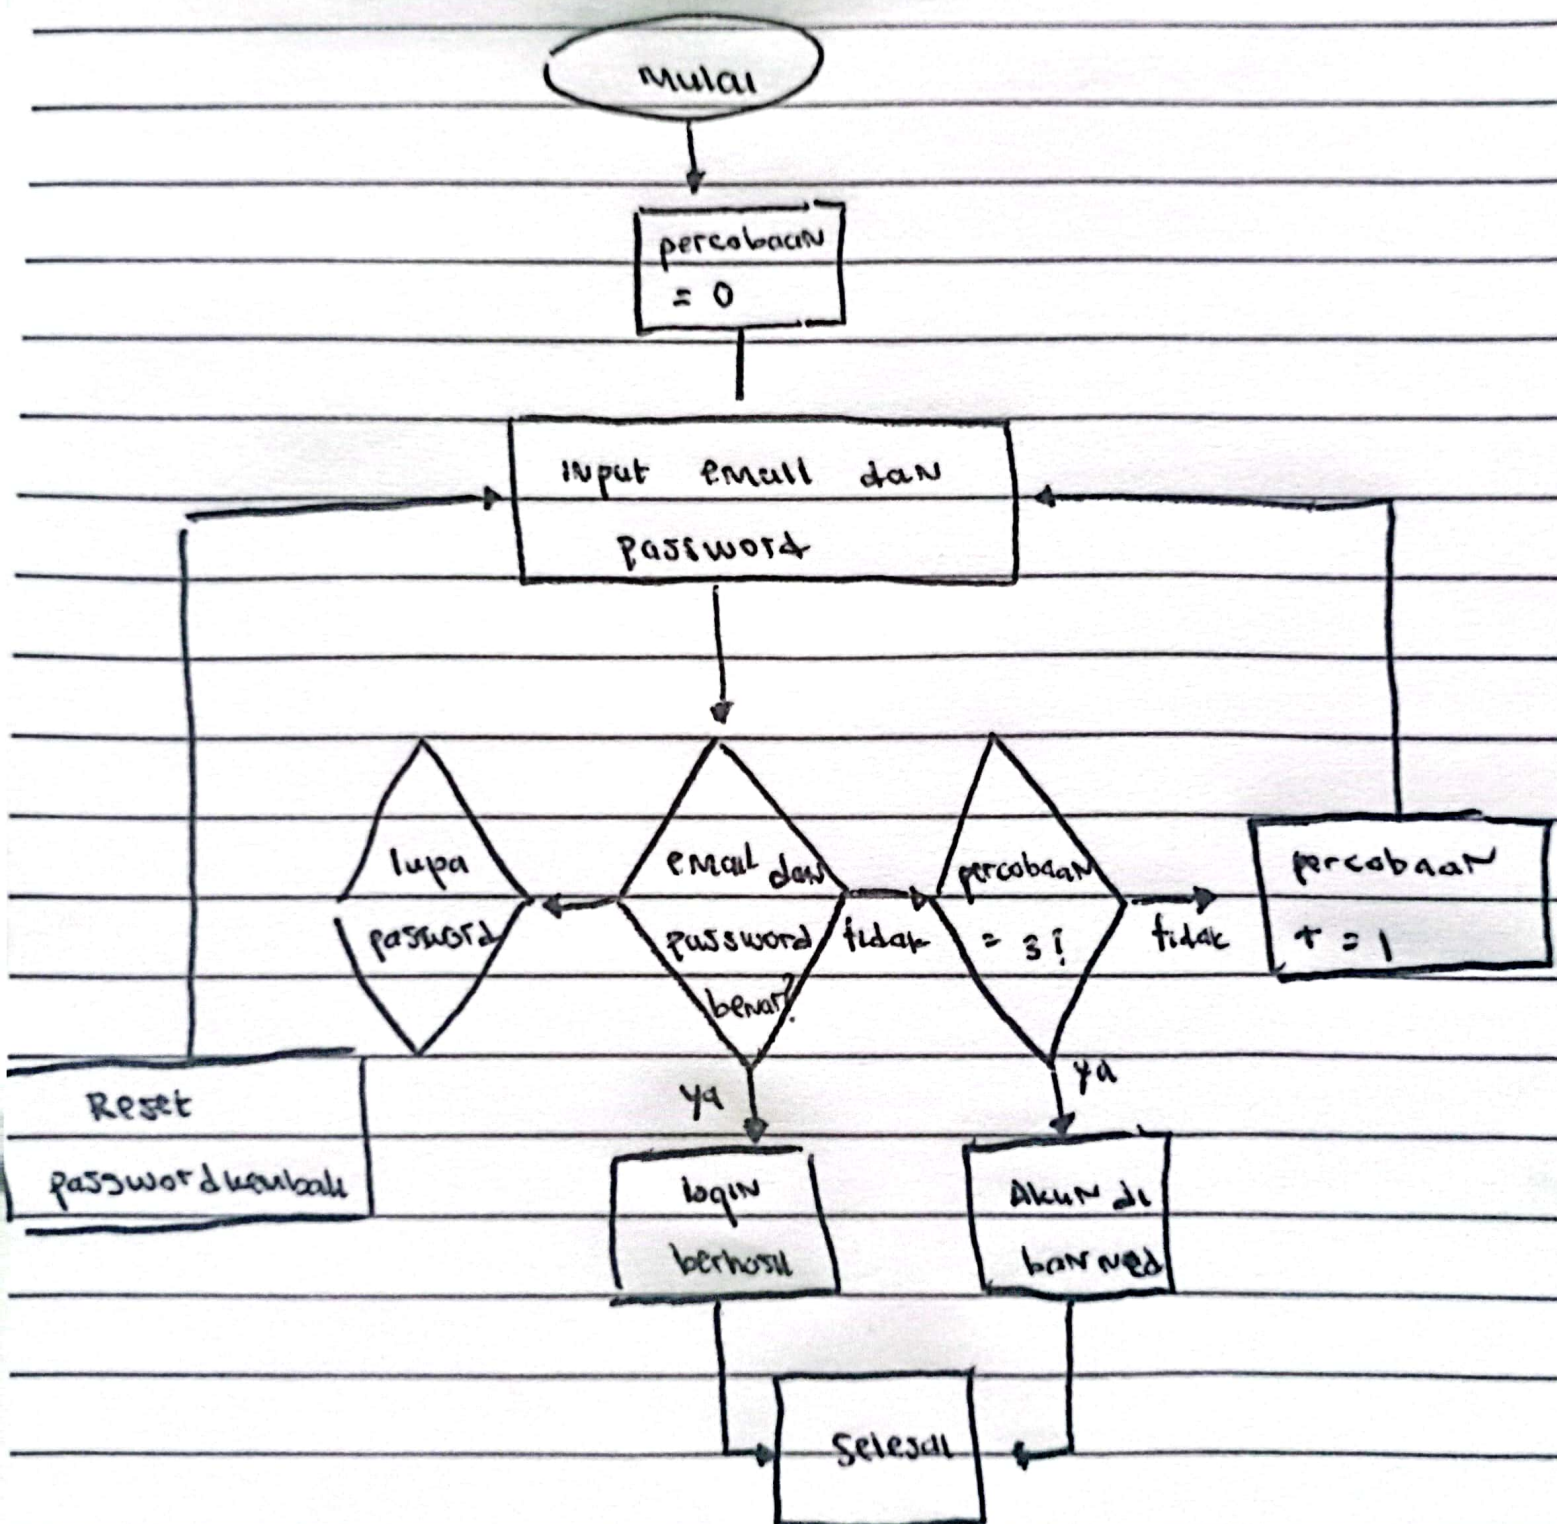 Mulai
percobaan
= 0
Input email dan
password
lupa
password
email dan
password
benar?
tidak
percobaan
= 3?
tidak
percobaan
+ = 1
ya
ya
Reset
password kembali
login
berhasil
Akun di
banned
Selesai